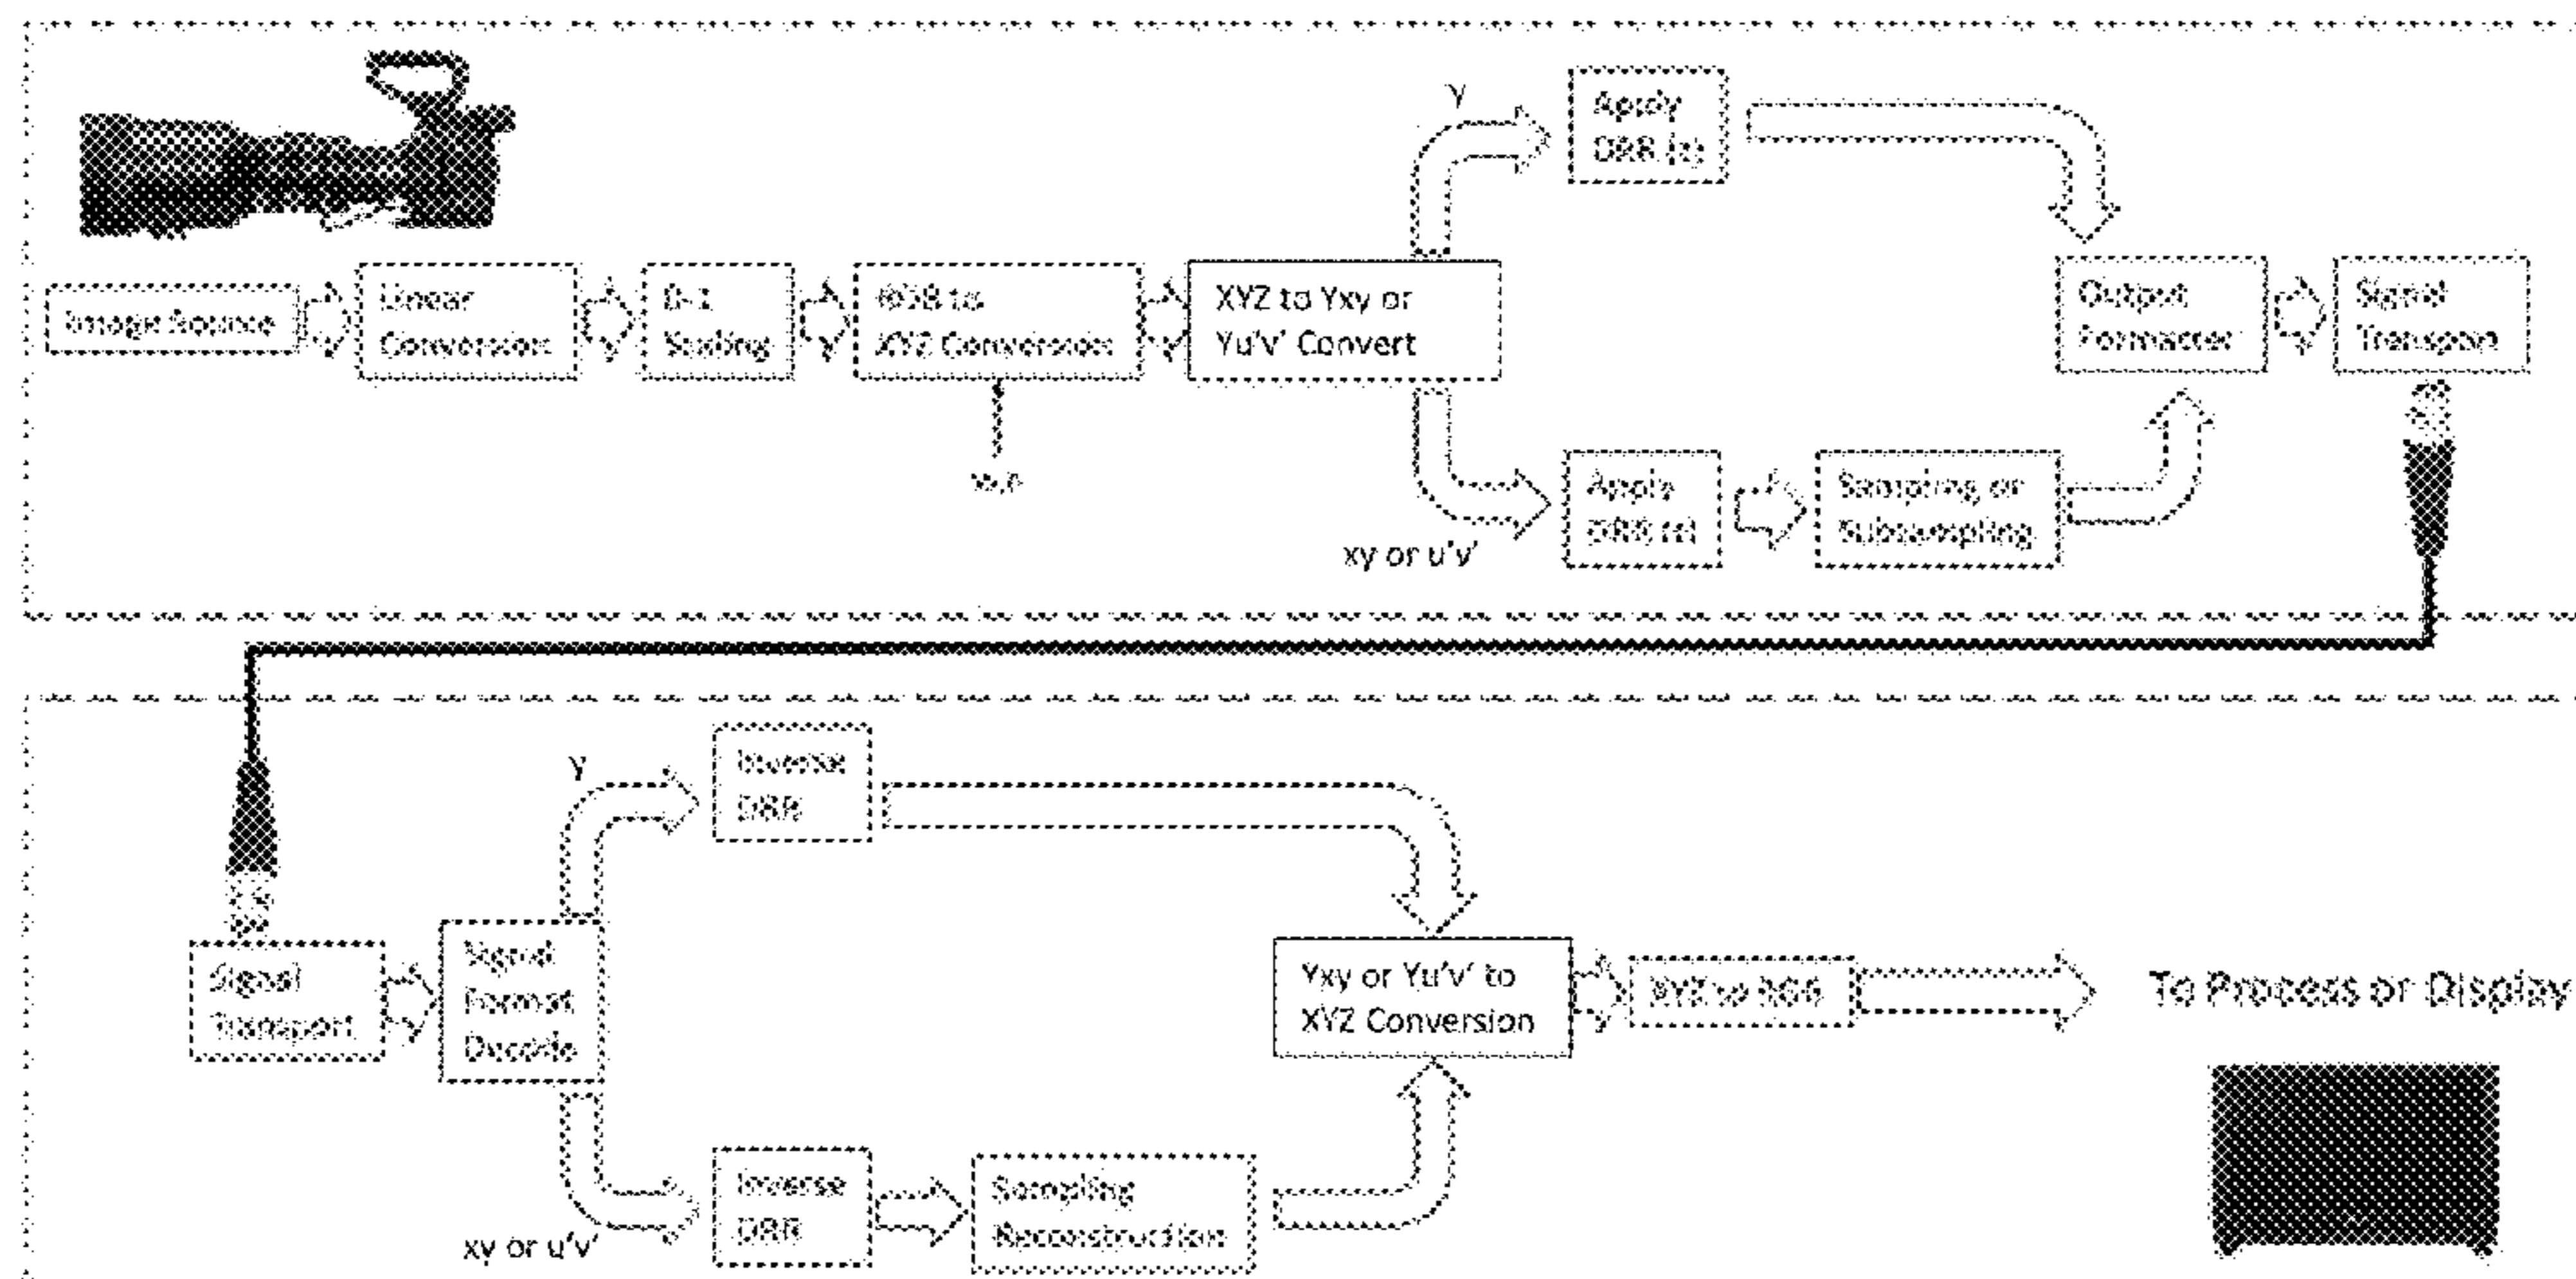 Y
Apply
DRR
Image Source
Linear
Conversion
0-1
Scaling
RGB to
XYZ Conversion
XYZ to Yxy or
Yu'v' Convert
Output
Formatter
Signal
Transport
xy or u'v'
Apply
DRR
Sampling or
Subsampling
Y
Inverse
DRR
Signal
Transport
Signal
Format
Decode
Yxy or Yu'v' to
XYZ Conversion
XYZ to RGB
To Process or Display
xy or u'v'
Inverse
DRR
Sampling
Reconstruction